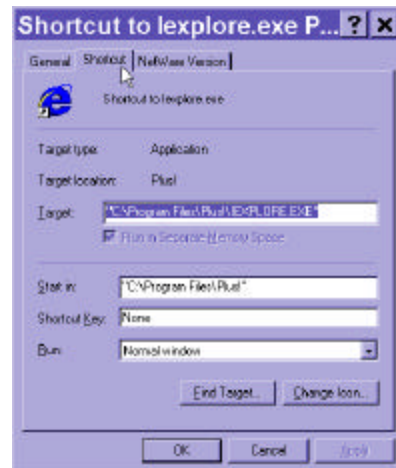 Shortcut to Iexplore.exe P...
General Shortcut NetWare Version
Shortcut to Iexplore.exe
Target type: Application
Target location: Plus!
Target: "C:\Program Files\Plus!\IEXPLORE.EXE"
Run in Separate Memory Space
Start in: "C:\Program Files\Plus!"
Shortcut Key: None
Run: Normal window
Find Target... Change Icon...
OK Cancel Apply